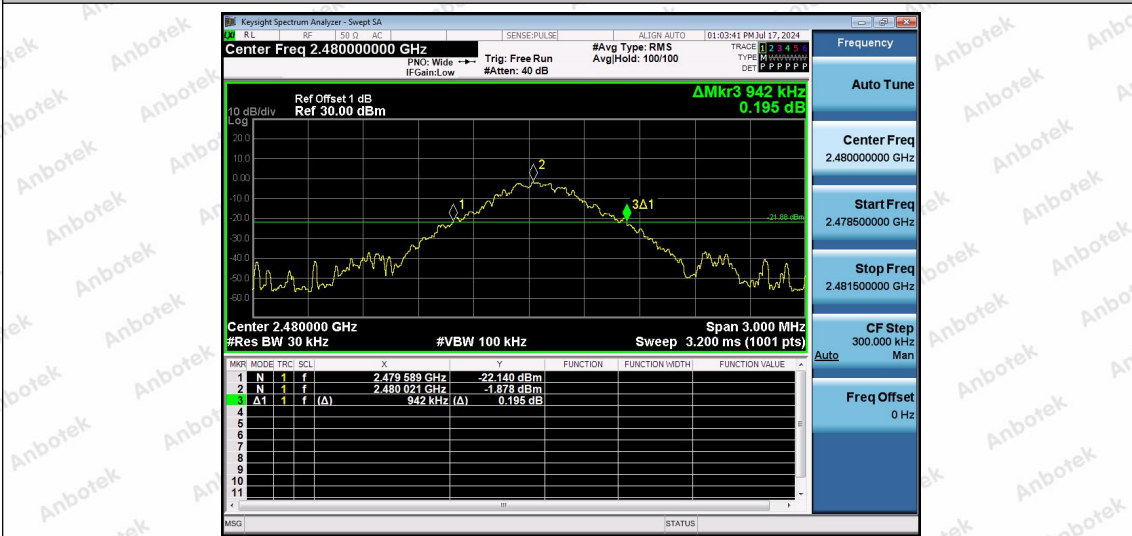 Keysight Spectrum Analyzer - Swept SA
LXI RL RF 50 Ω AC SENSE:PULSE ALIGN AUTO 01:03:41 PM Jul 17, 2024
Center Freq 2.480000000 GHz
PNO: Wide
IFGain:Low
Trig: Free Run
#Atten: 40 dB
#Avg Type: RMS
Avg|Hold: 100/100
TRACE 1 2 3 4 5 6
TYPE M WWWWW
DET P P P P P P
ΔMkr3 942 kHz
0.195 dB
Ref Offset 1 dB
10 dB/div Ref 30.00 dBm
Log
20.0
10.0
0.00
-10.0
-20.0
-30.0
-40.0
-50.0
-60.0
1
2
3Δ1
-21.88 dBm
Center 2.480000 GHz Span 3.000 MHz
#Res BW 30 kHz #VBW 100 kHz Sweep 3.200 ms (1001 pts)
MKR MODE TRC SCL X Y FUNCTION FUNCTION WIDTH FUNCTION VALUE
1 N 1 f 2.479 589 GHz -22.140 dBm
2 N 1 f 2.480 021 GHz -1.878 dBm
3 Δ1 1 f (Δ) 942 kHz (Δ) 0.195 dB
4
5
6
7
8
9
10
11
MSG STATUS
Frequency
Auto Tune
Center Freq
2.480000000 GHz
Start Freq
2.478500000 GHz
Stop Freq
2.481500000 GHz
CF Step
300.000 kHz
Auto Man
Freq Offset
0 Hz
Anbotek